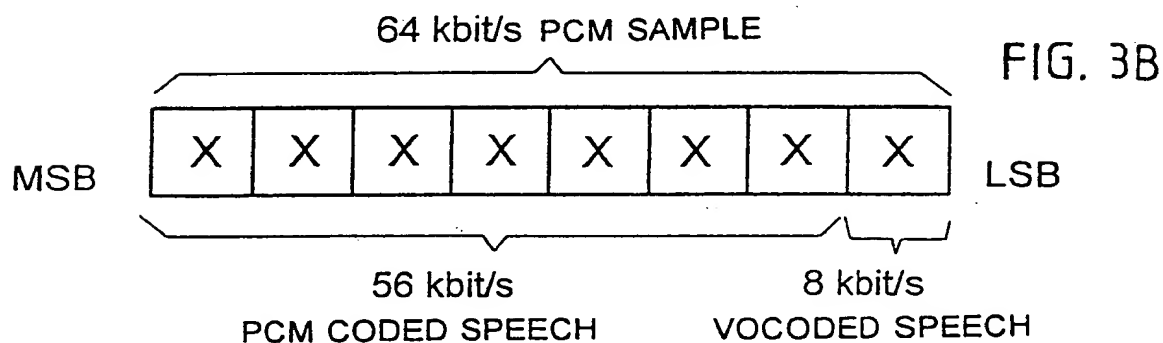 64 kbit/s PCM SAMPLE
FIG. 3B
MSB X X X X X X X X LSB
56 kbit/s 8 kbit/s
PCM CODED SPEECH VOCODED SPEECH